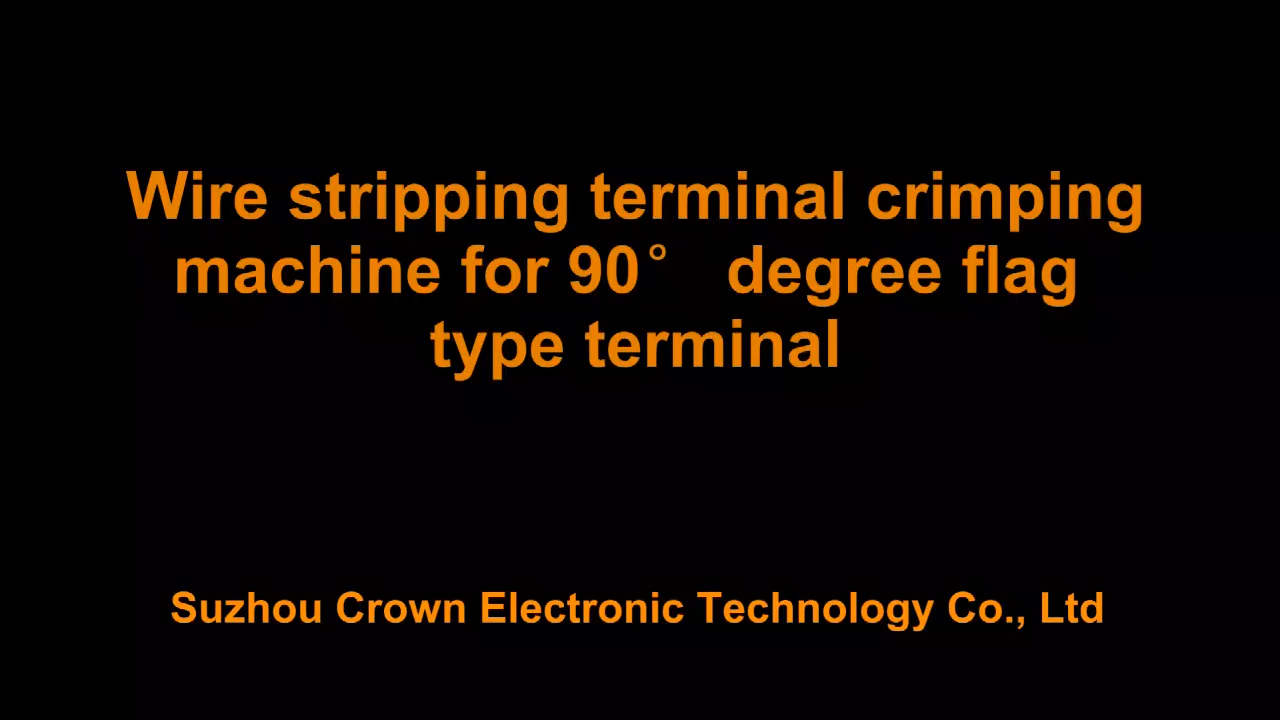 Wire stripping terminal crimping
machine for 90° degree flag
type terminal
Suzhou Crown Electronic Technology Co., Ltd